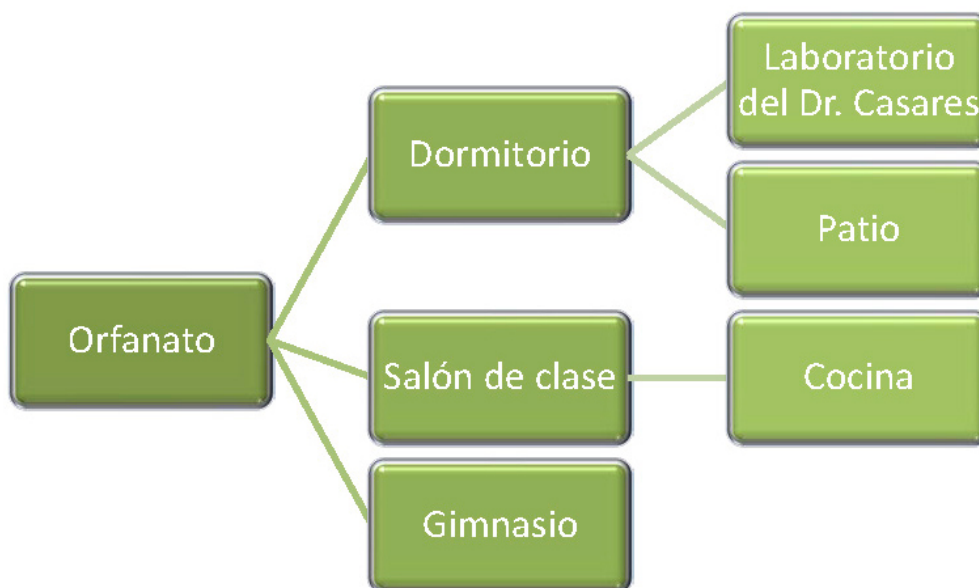 Orfanato
Dormitorio
Laboratorio
del Dr. Casares
Patio
Salón de clase
Cocina
Gimnasio